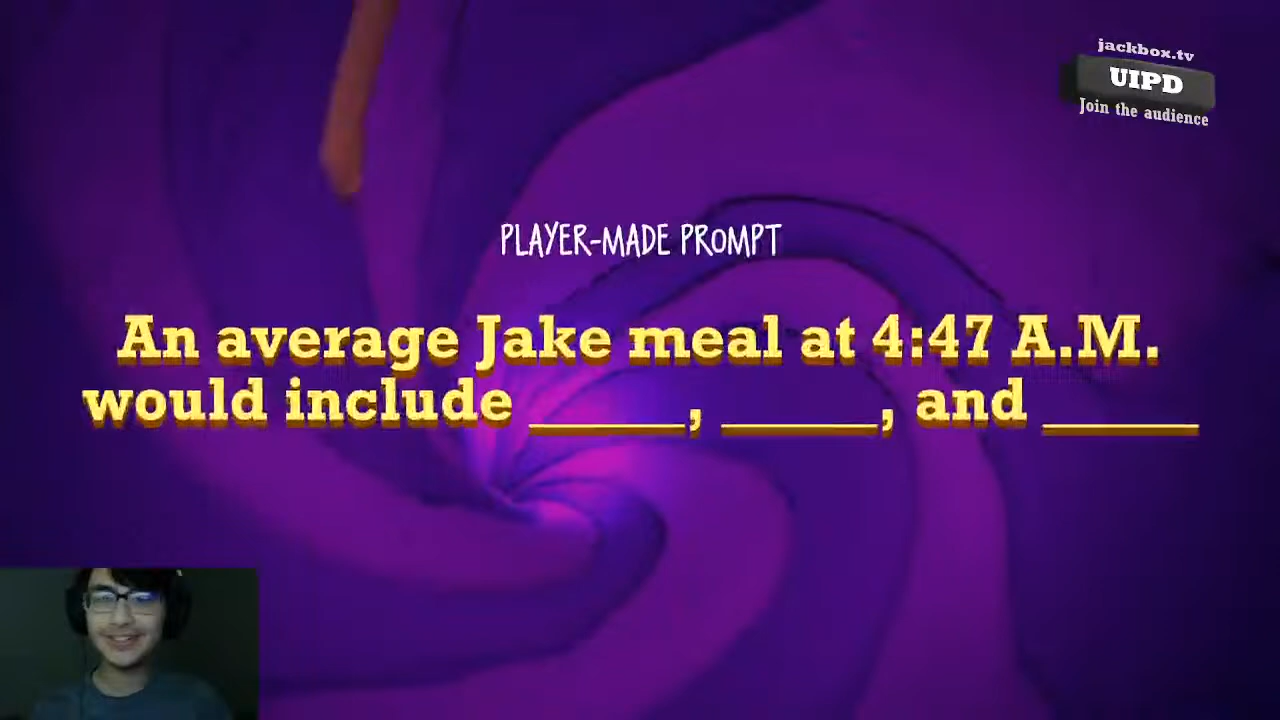 jackbox.tv
UIPD
Join the audience
PLAYER-MADE PROMPT
An average Jake meal at 4:47 A.M.
would include _____, _____, and _____